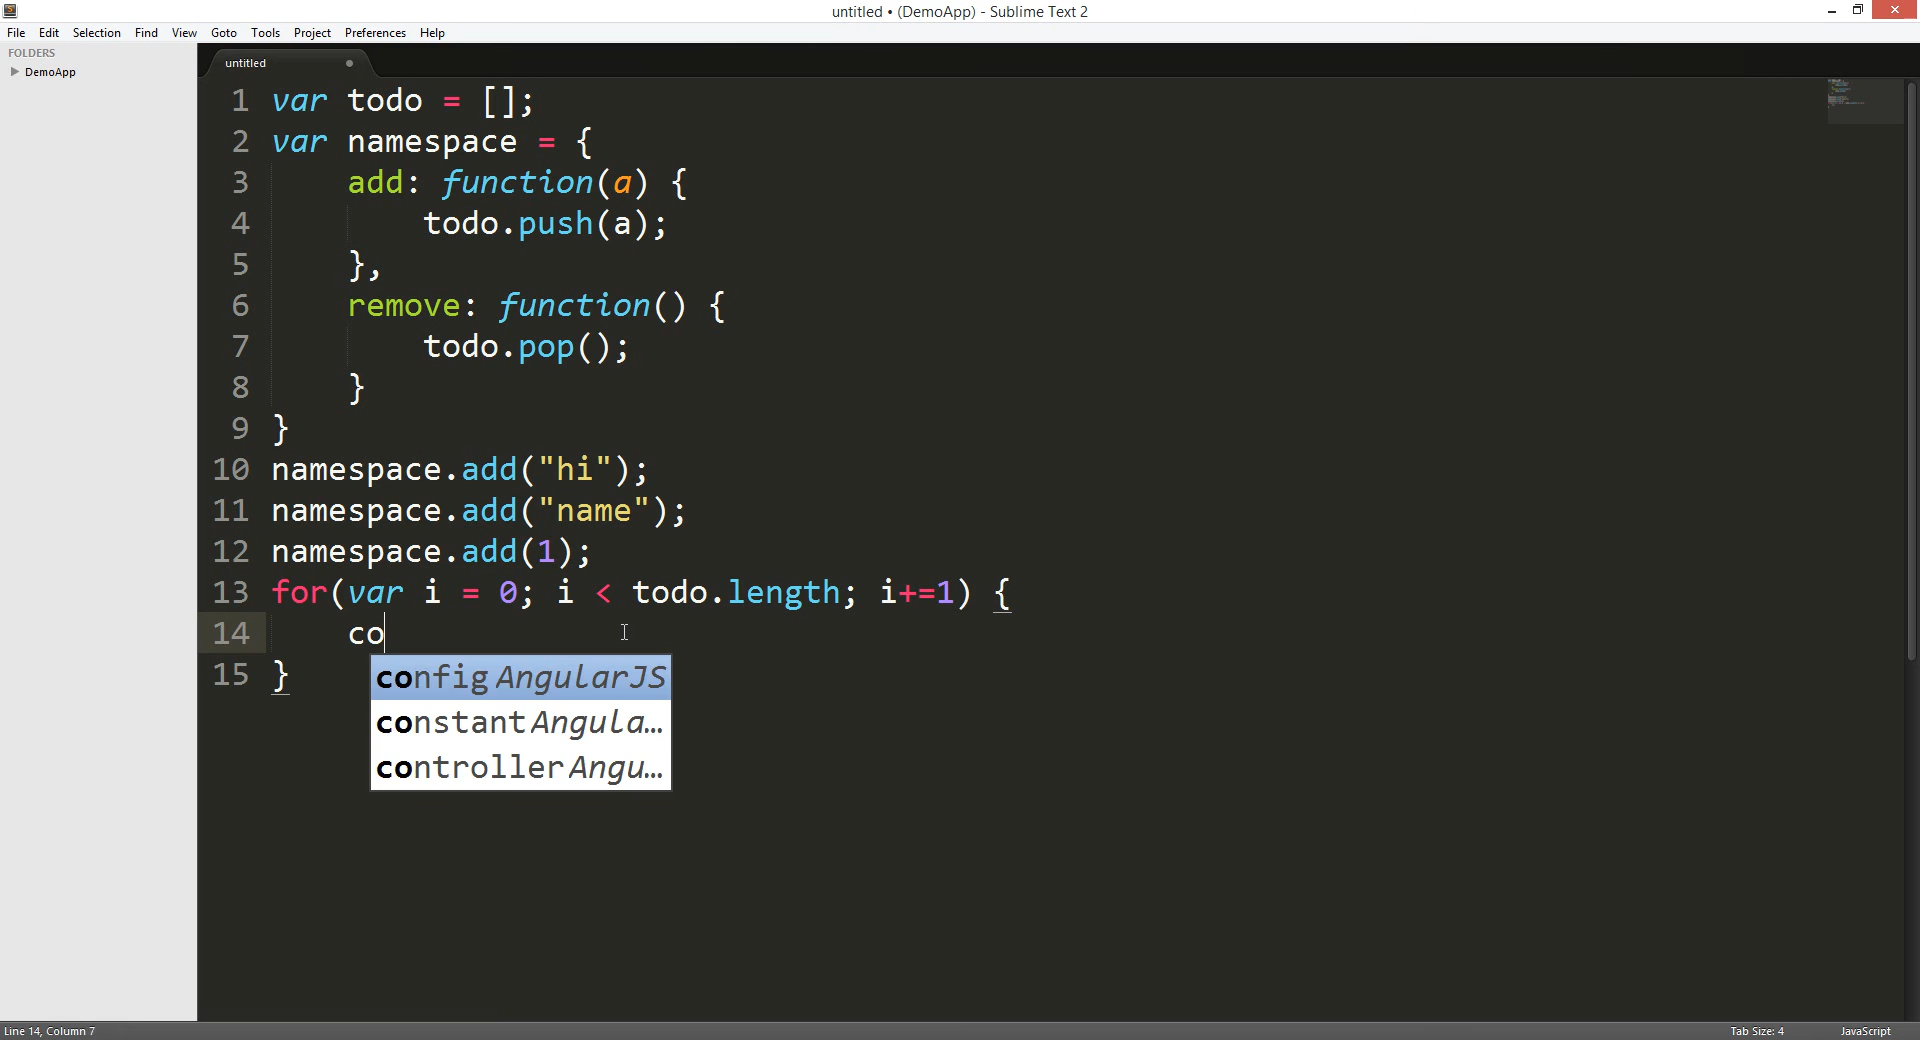 untitled • (DemoApp) - Sublime Text 2
File Edit Selection Find View Goto Tools Project Preferences Help
FOLDERS
DemoApp
untitled
1 var todo = [];
2 var namespace = {
3     add: function(a) {
4         todo.push(a);
5     },
6     remove: function() {
7         todo.pop();
8     }
9 }
10 namespace.add("hi");
11 namespace.add("name");
12 namespace.add(1);
13 for(var i = 0; i < todo.length; i+=1) {
14     co
config AngularJS
constant Angula…
controller Angu…
15 }
Line 14, Column 7 Tab Size: 4 JavaScript